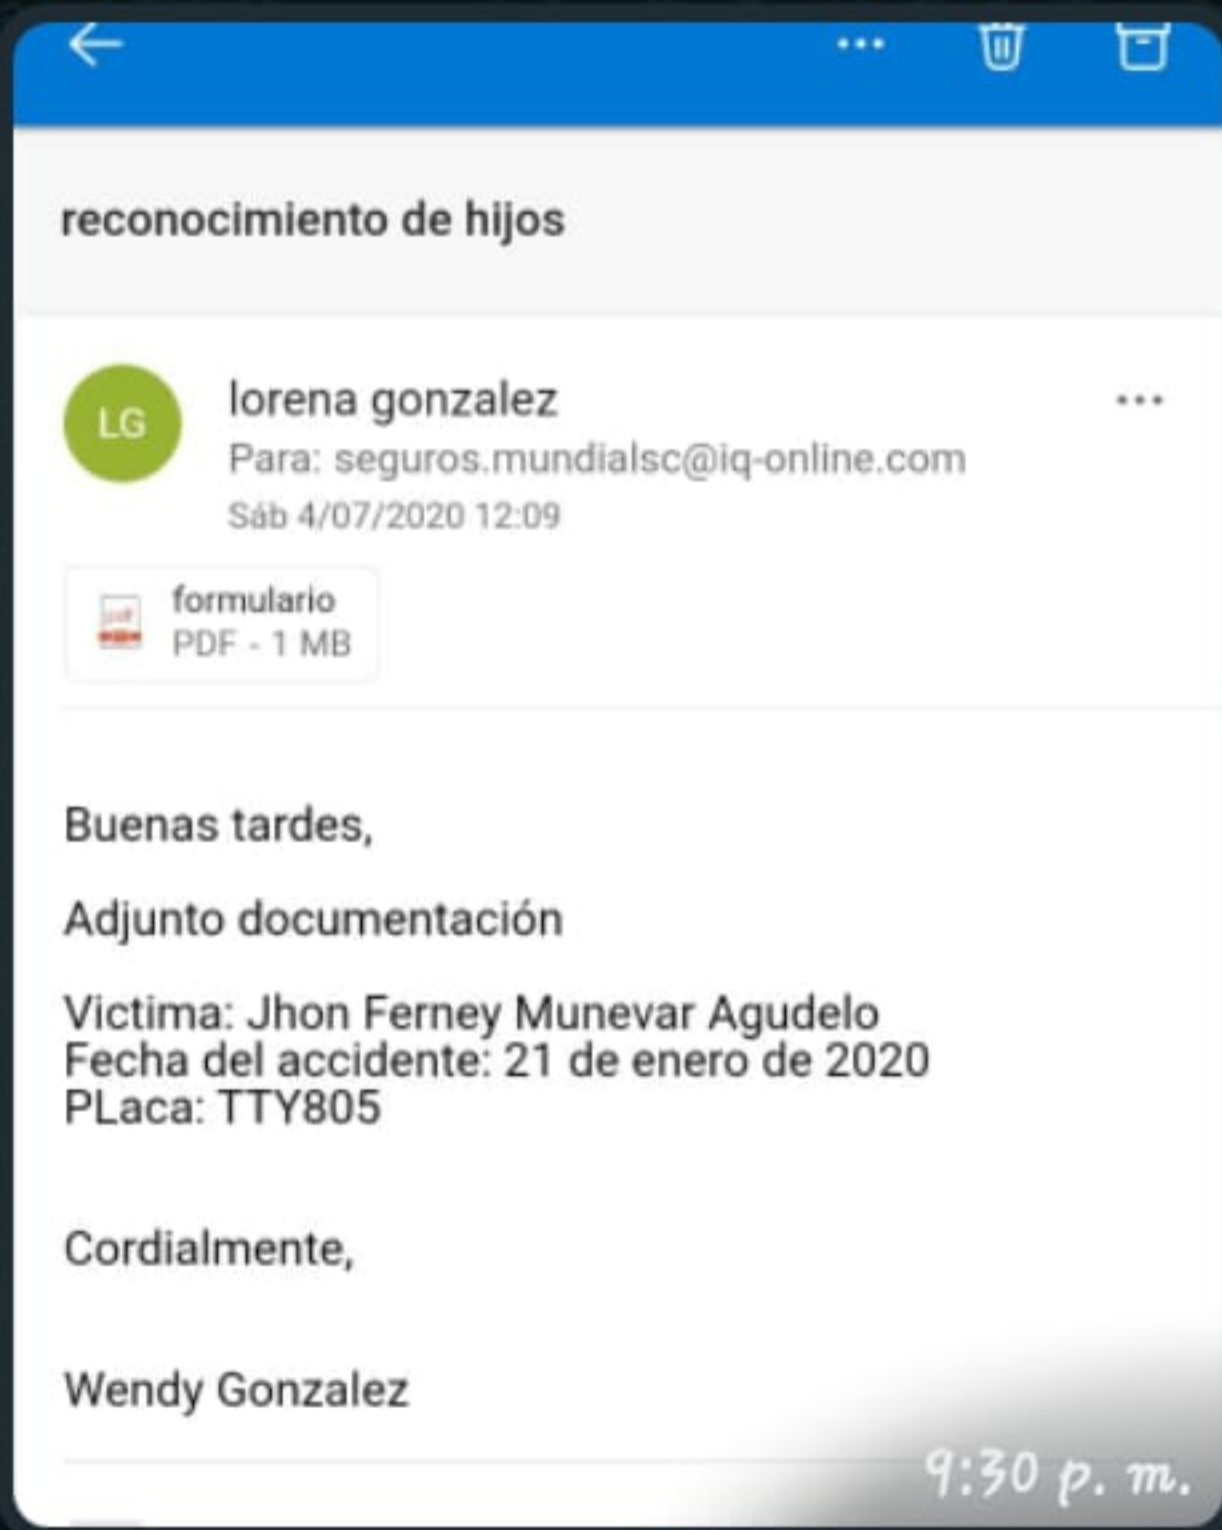 reconocimiento de hijos
LG
lorena gonzalez
Para: seguros.mundialsc@iq-online.com
Sáb 4/07/2020 12:09
pdf
formulario
PDF - 1 MB
Buenas tardes,
Adjunto documentación
Victima: Jhon Ferney Munevar Agudelo
Fecha del accidente: 21 de enero de 2020
PLaca: TTY805
Cordialmente,
Wendy Gonzalez
9:30 p. m.